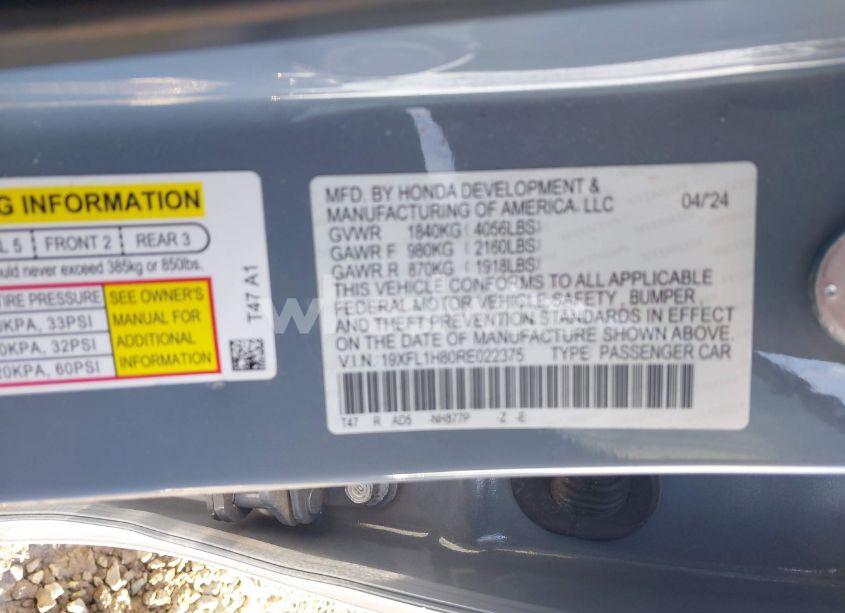 G INFORMATION
L 5 FRONT 2 REAR 3
ould never exceed 385kg or 850lbs.
TIRE PRESSURE SEE OWNER'S
KPA, 33PSI MANUAL FOR
0KPA, 32PSI ADDITIONAL
20KPA, 60PSI INFORMATION
T47 A1
MFD. BY HONDA DEVELOPMENT & 04/'24
MANUFACTURING OF AMERICA. LLC
GVWR 1840KG(4056LBS)
GAWR F 980KG (2160LBS)
GAWR R 870KG (1918LBS)
THIS VEHICLE CONFORMS TO ALL APPLICABLE
FEDERAL MOTOR VEHICLE SAFETY, BUMPER,
AND THEFT PREVENTION STANDARDS IN EFFECT
ON THE DATE OF MANUFACTURE SHOWN ABOVE.
V.I.N. 19XFL1H80RE022375 TYPE PASSENGER CAR
T47 R AD5 -NH877P -Z -E